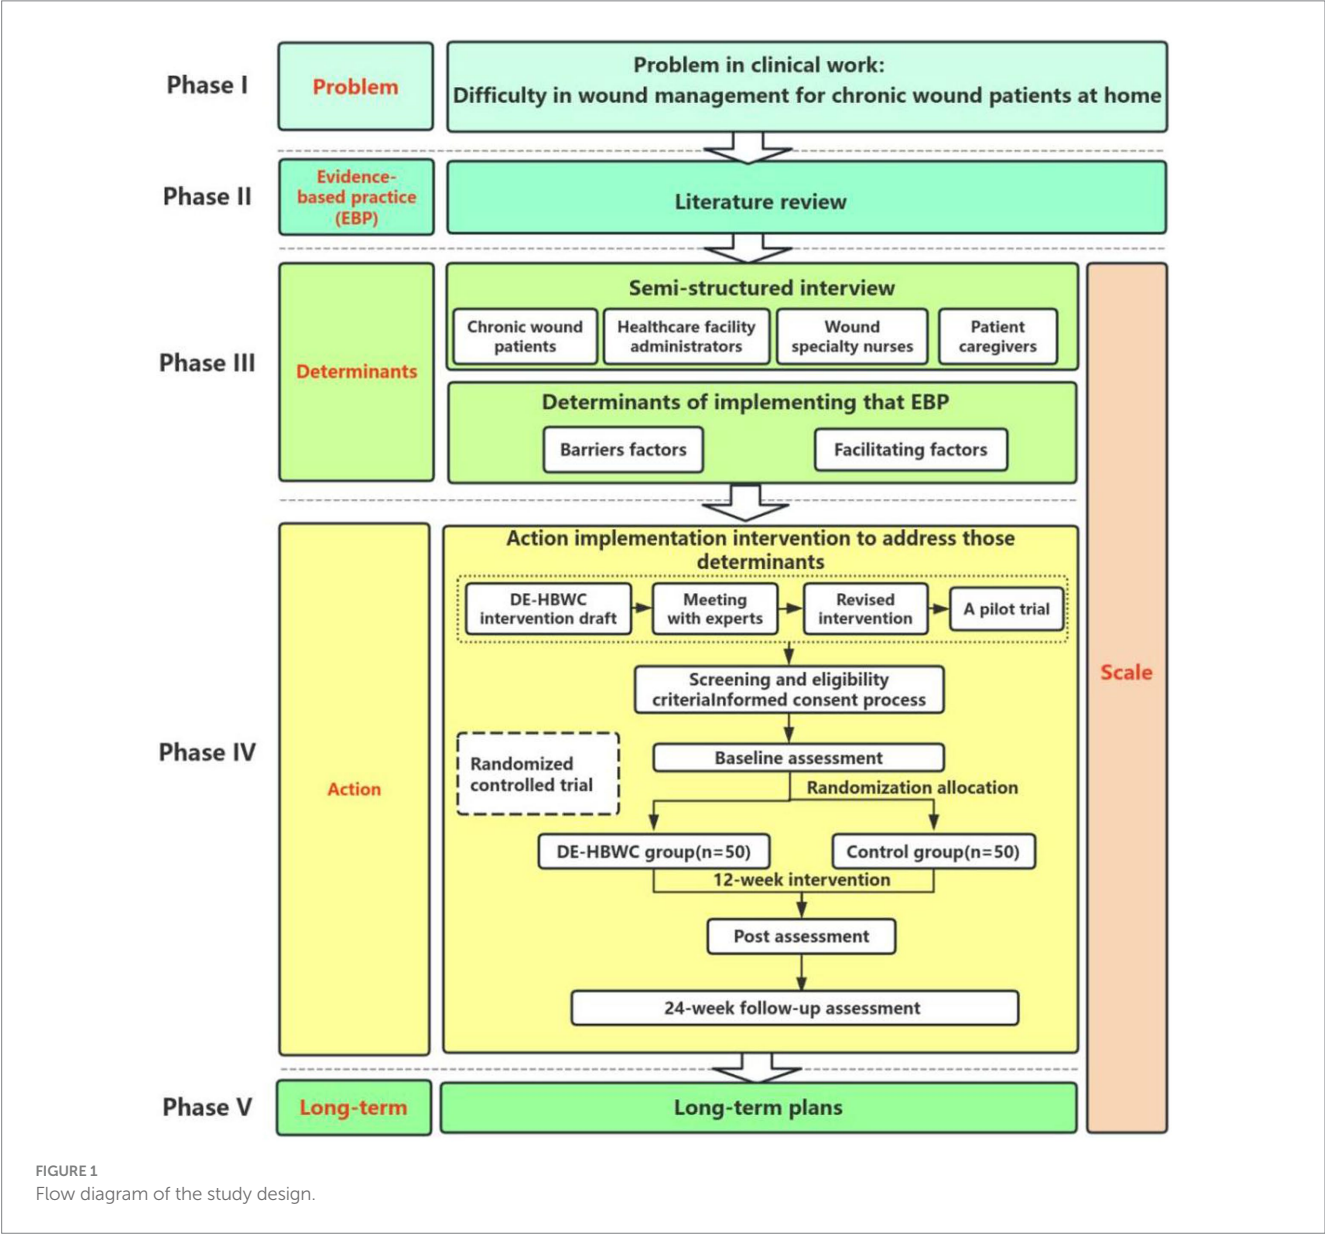 Phase I
Problem
Problem in clinical work:
Difficulty in wound management for chronic wound patients at home
Phase II
Evidence-
based practice
(EBP)
Literature review
Phase III
Determinants
Semi-structured interview
Chronic wound
patients
Healthcare facility
administrators
Wound
specialty nurses
Patient
caregivers
Determinants of implementing that EBP
Barriers factors
Facilitating factors
Scale
Phase IV
Action
Action implementation intervention to address those
determinants
DE-HBWC
intervention draft
Meeting
with experts
Revised
intervention
A pilot trial
Screening and eligibility
criteriaInformed consent process
Randomized
controlled trial
Baseline assessment
Randomization allocation
DE-HBWC group(n=50)
Control group(n=50)
12-week intervention
Post assessment
24-week follow-up assessment
Phase V
Long-term
Long-term plans
FIGURE 1
Flow diagram of the study design.